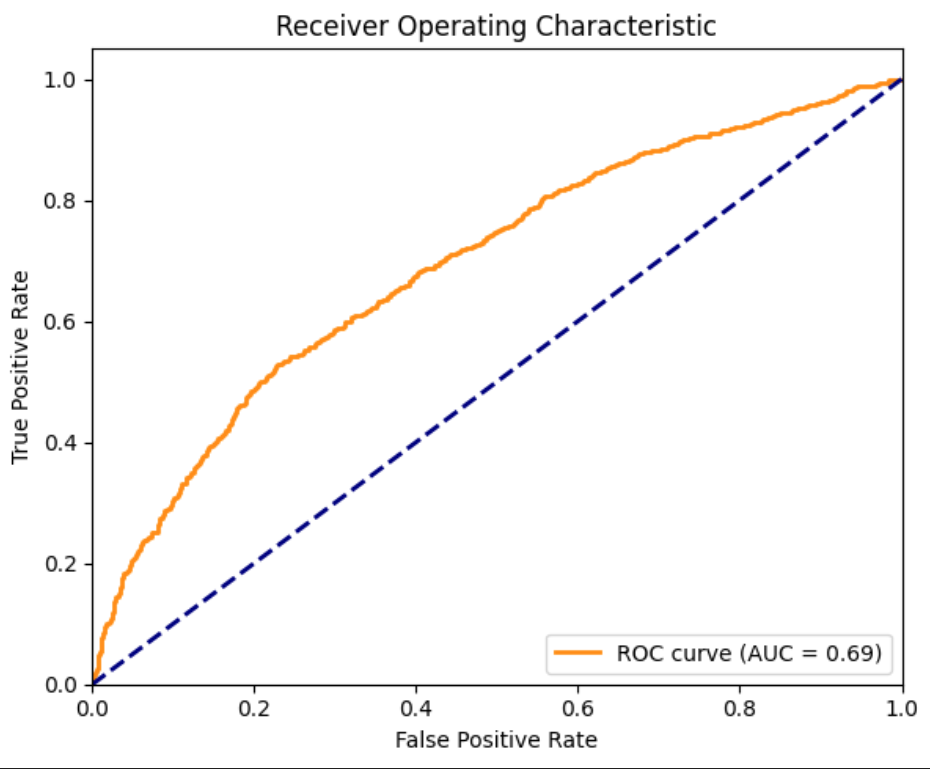 Receiver Operating Characteristic
1.0
0.8
0.6
0.4
0.2
0.0
True Positive Rate
ROC curve (AUC = 0.69)
0.0 0.2 0.4 0.6 0.8 1.0
False Positive Rate